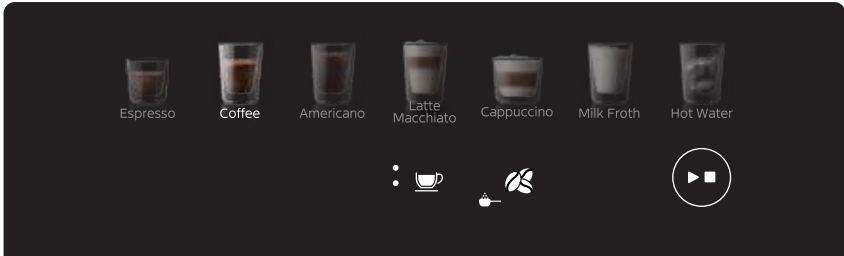 Espresso
Coffee
Americano
Latte
Macchiato
Cappuccino
Milk Froth
Hot Water